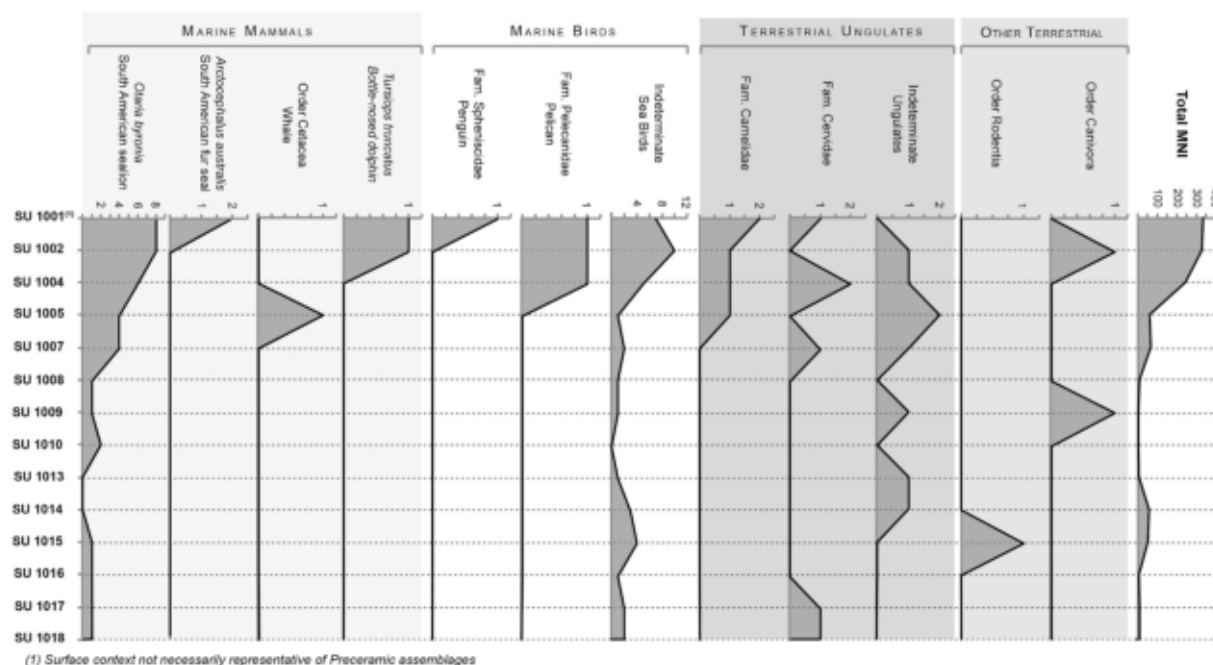 MARINE MAMMALS
MARINE BIRDS
TERRESTRIAL UNGULATES
OTHER TERRESTRIAL
Otaria byronia
South American sealion
Arctocephalus australis
South American fur seal
Order Cetacea
Whale
Tursiops troncatus
Bottle-nosed dolphin
Fam. Spheniscidae
Penguin
Fam. Pelecanidae
Pelican
Indeterminate
Sea Birds
Fam. Camelidae
Fam. Cervidae
Indeterminate
Ungulates
Order Rodentia
Order Canivora
Total MNI
2 4 6 8
1 2
1
1
1
1
4 8 12
1 2
1 2
1 2
1
1
100 200 300
SU 1001(1)
SU 1002
SU 1004
SU 1005
SU 1007
SU 1008
SU 1009
SU 1010
SU 1013
SU 1014
SU 1015
SU 1016
SU 1017
SU 1018
(1) Surface context not necessarily representative of Preceramic assemblages